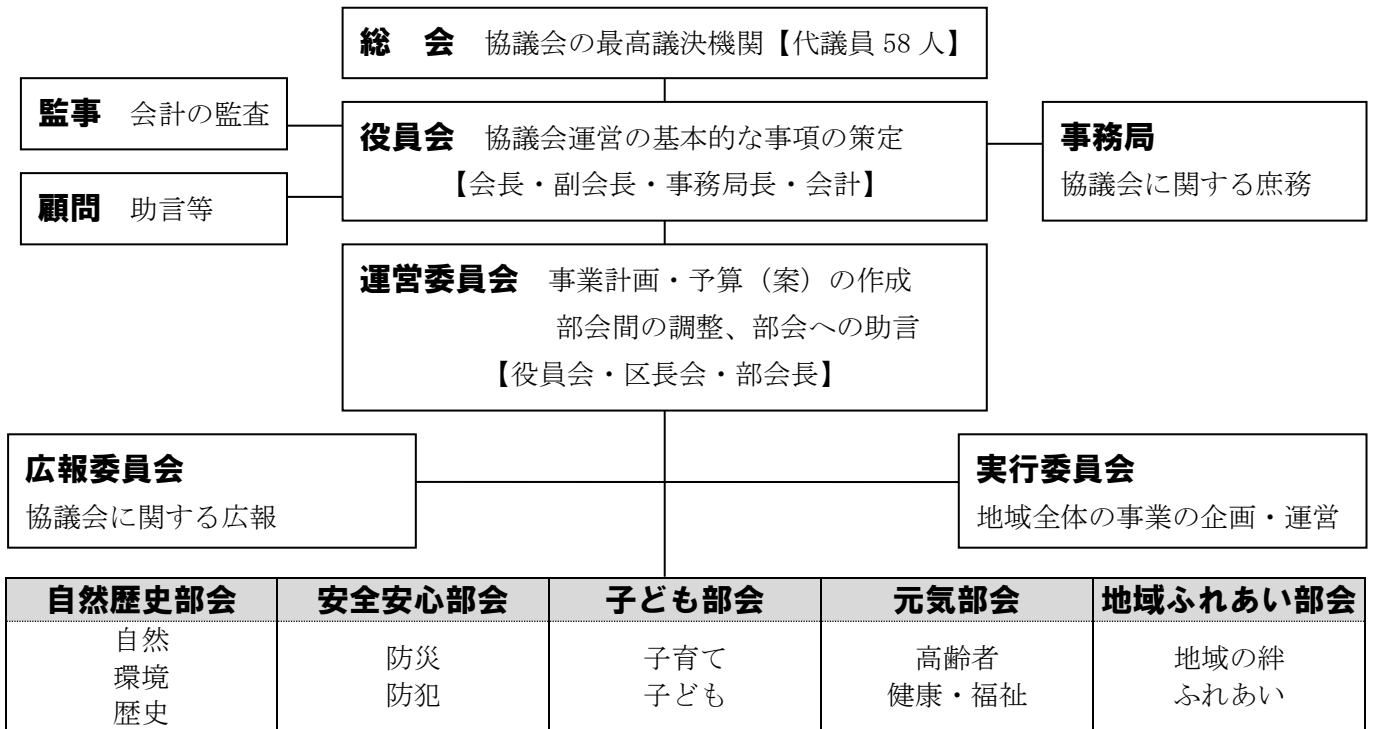 総　会　協議会の最高議決機関【代議員 58 人】
監事　会計の監査
役員会　協議会運営の基本的な事項の策定
【会長・副会長・事務局長・会計】
事務局
協議会に関する庶務
顧問　助言等
運営委員会　事業計画・予算（案）の作成
部会間の調整、部会への助言
【役員会・区長会・部会長】
広報委員会
協議会に関する広報
実行委員会
地域全体の事業の企画・運営
自然歴史部会
自然
環境
歴史
安全安心部会
防災
防犯
子ども部会
子育て
子ども
元気部会
高齢者
健康・福祉
地域ふれあい部会
地域の絆
ふれあい